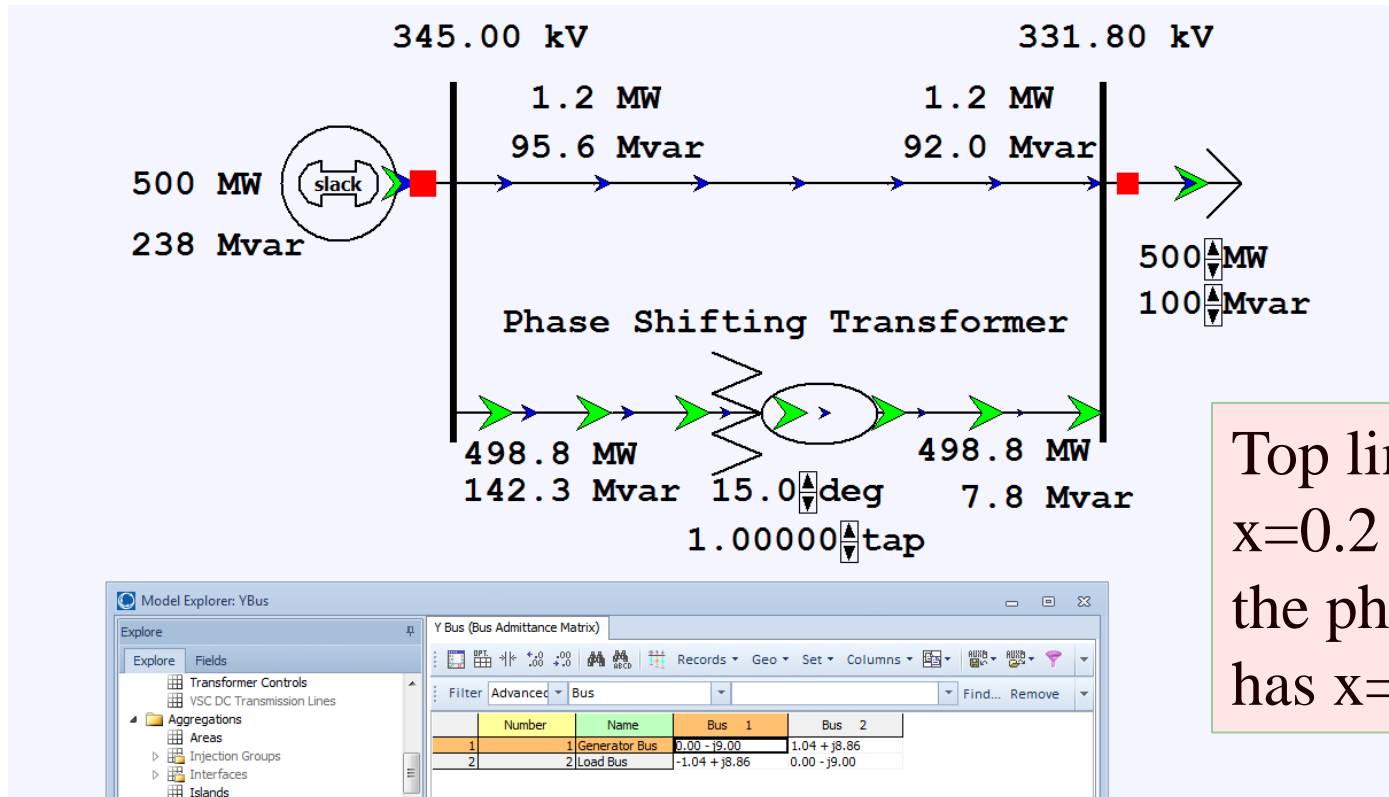 345.00 kV 331.80 kV
1.2 MW 1.2 MW
95.6 Mvar 92.0 Mvar
500 MW slack
238 Mvar
500 MW
100 Mvar
Phase Shifting Transformer
498.8 MW 498.8 MW
142.3 Mvar 15.0 deg 7.8 Mvar
1.00000 tap
Top li
x=0.2
the ph
has x=
Model Explorer: YBus
Explore
Explore Fields
Transformer Controls
VSC DC Transmission Lines
Aggregations
Areas
Injection Groups
Interfaces
Islands
Y Bus (Bus Admittance Matrix)
Records Geo Set Columns
Filter Advanced Bus Find... Remove
Number Name Bus 1 Bus 2
1 1 Generator Bus 0.00 - j9.00 1.04 + j8.86
2 2 Load Bus -1.04 + j8.86 0.00 - j9.00